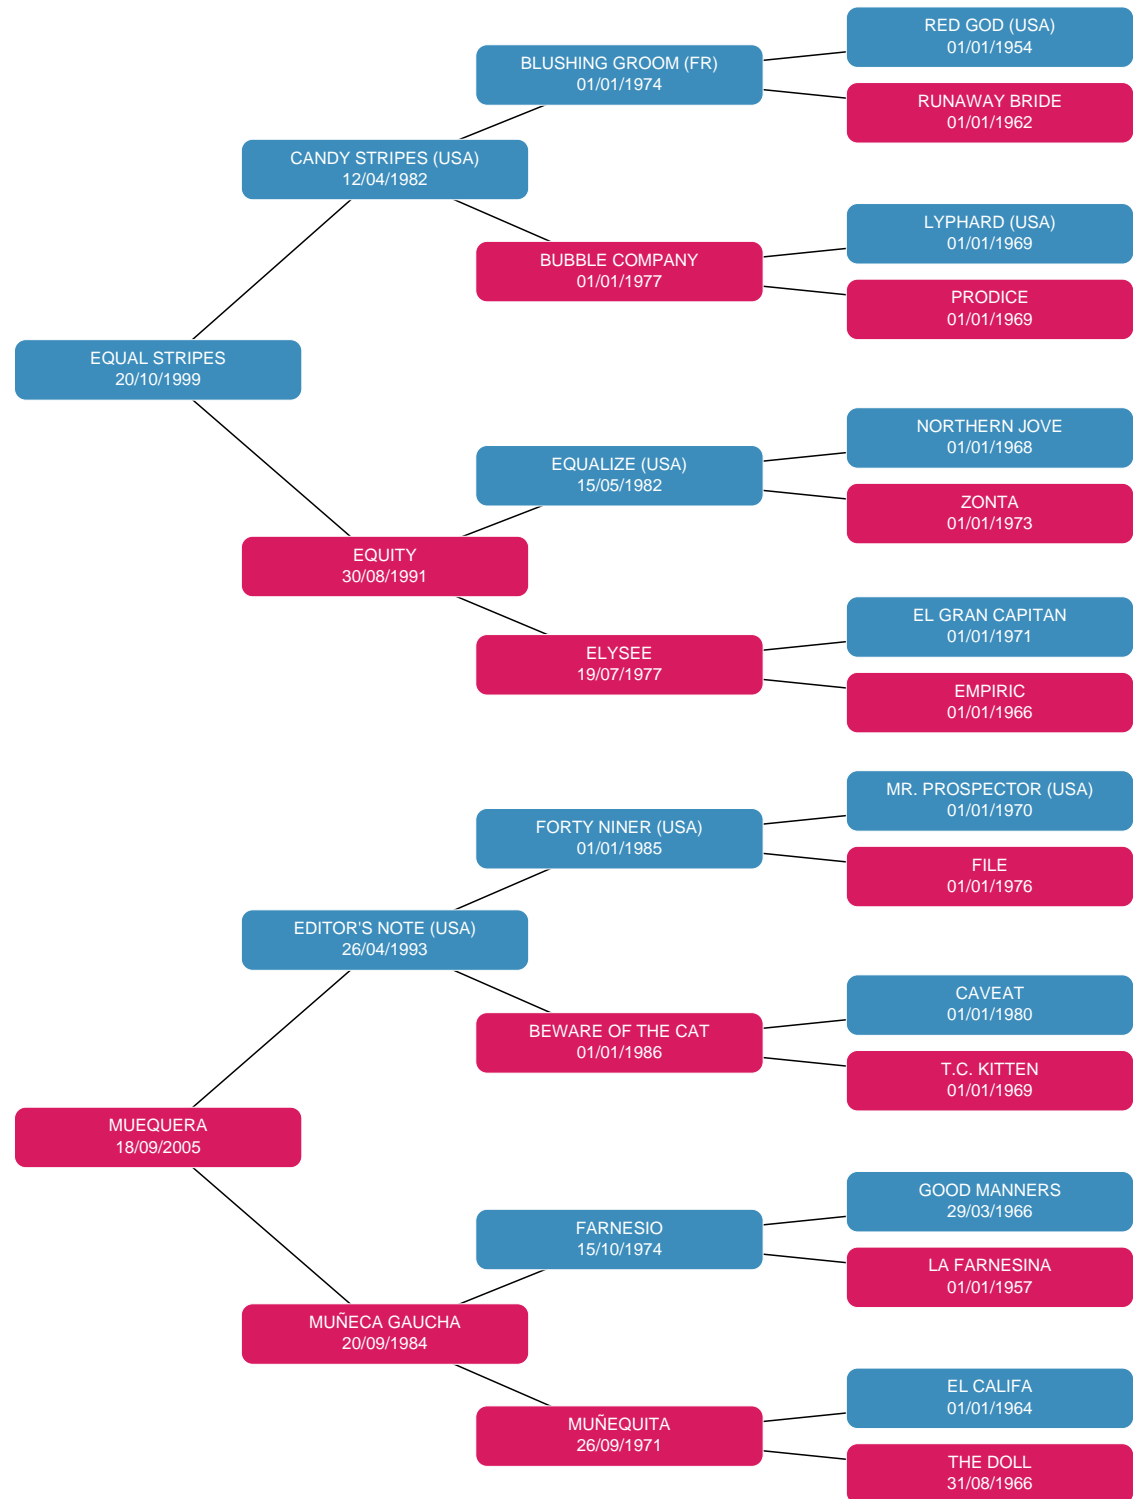 RED GOD (USA)
01/01/1954
BLUSHING GROOM (FR)
01/01/1974
RUNAWAY BRIDE
01/01/1962
CANDY STRIPES (USA)
12/04/1982
LYPHARD (USA)
01/01/1969
BUBBLE COMPANY
01/01/1977
PRODICE
01/01/1969
EQUAL STRIPES
20/10/1999
NORTHERN JOVE
01/01/1968
EQUALIZE (USA)
15/05/1982
ZONTA
01/01/1973
EQUITY
30/08/1991
EL GRAN CAPITAN
01/01/1971
ELYSEE
19/07/1977
EMPIRIC
01/01/1966
MR. PROSPECTOR (USA)
01/01/1970
FORTY NINER (USA)
01/01/1985
FILE
01/01/1976
EDITOR'S NOTE (USA)
26/04/1993
CAVEAT
01/01/1980
BEWARE OF THE CAT
01/01/1986
T.C. KITTEN
01/01/1969
MUEQUERA
18/09/2005
GOOD MANNERS
29/03/1966
FARNESIO
15/10/1974
LA FARNESINA
01/01/1957
MUÑECA GAUCHA
20/09/1984
EL CALIFA
01/01/1964
MUÑEQUITA
26/09/1971
THE DOLL
31/08/1966